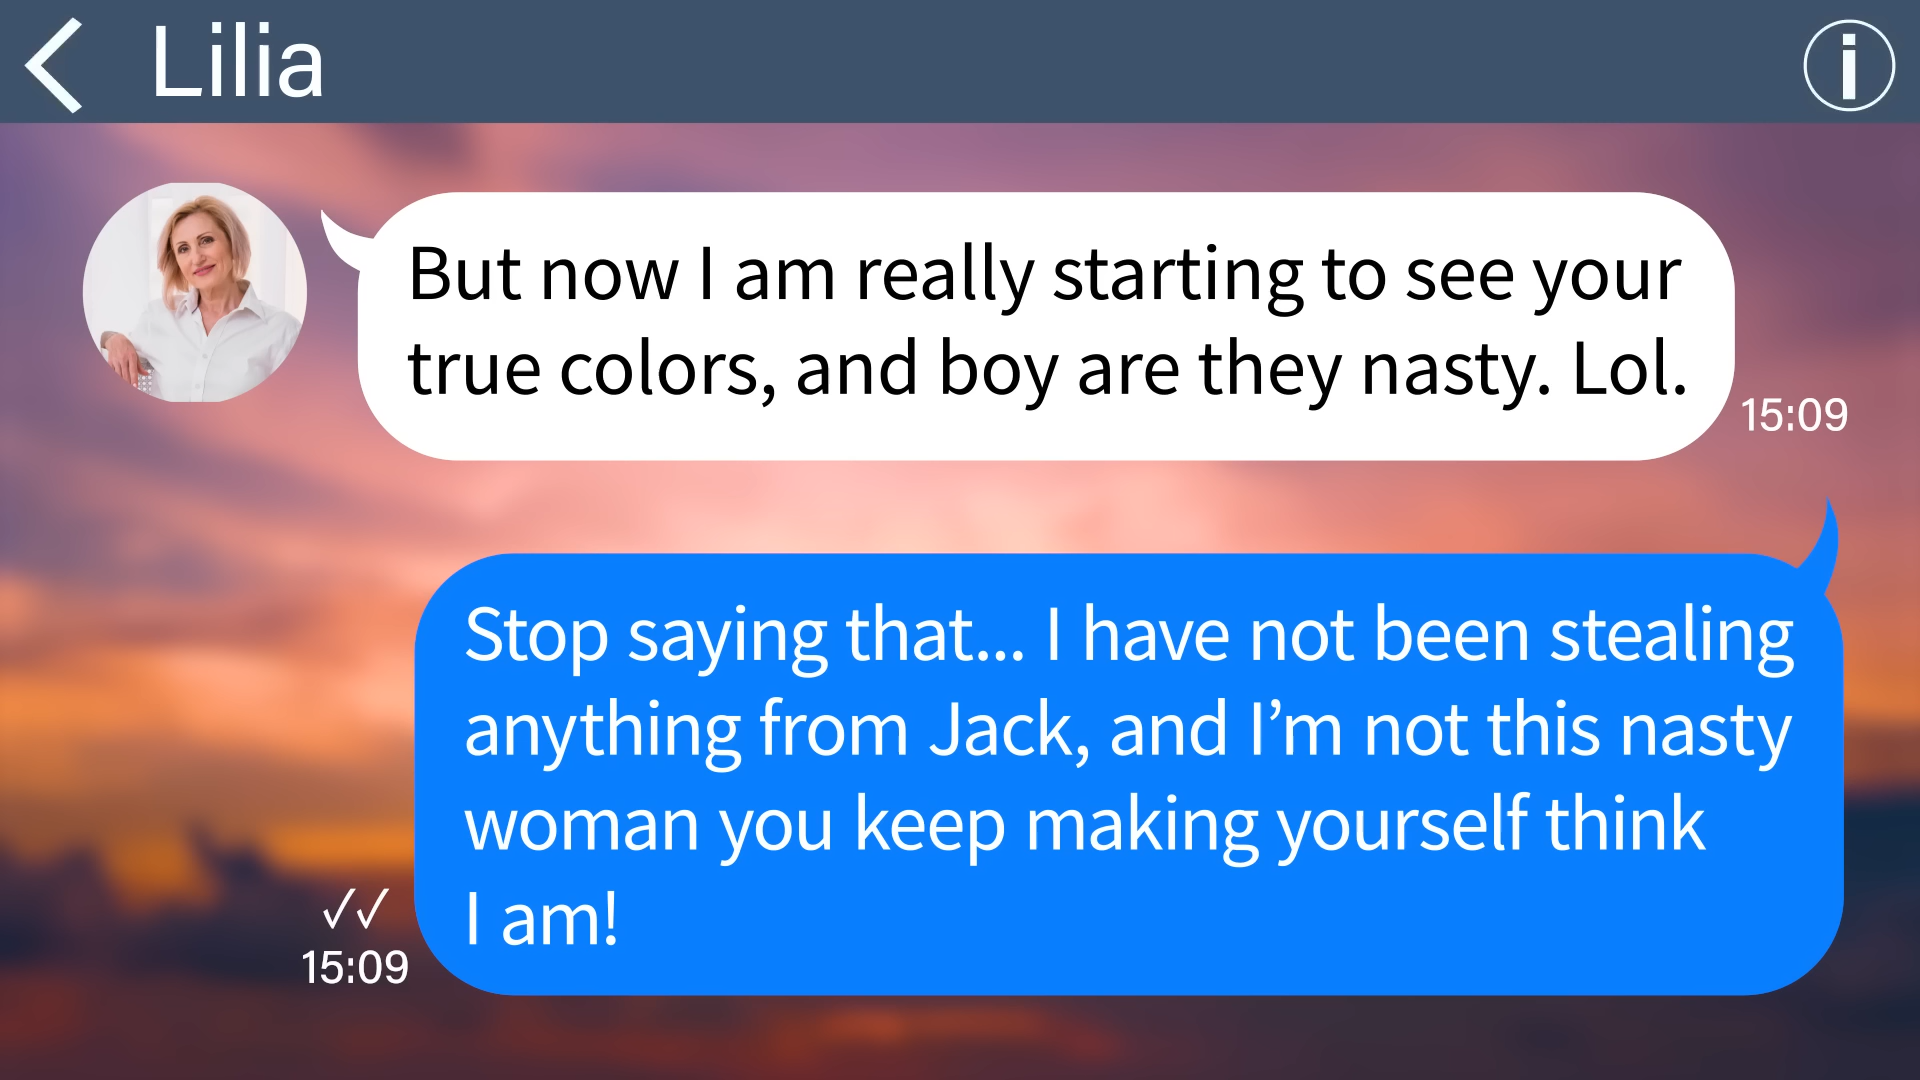 Lilia
But now I am really starting to see your
true colors, and boy are they nasty. Lol.
15:09
Stop saying that... I have not been stealing
anything from Jack, and I’m not this nasty
woman you keep making yourself think
I am!
15:09